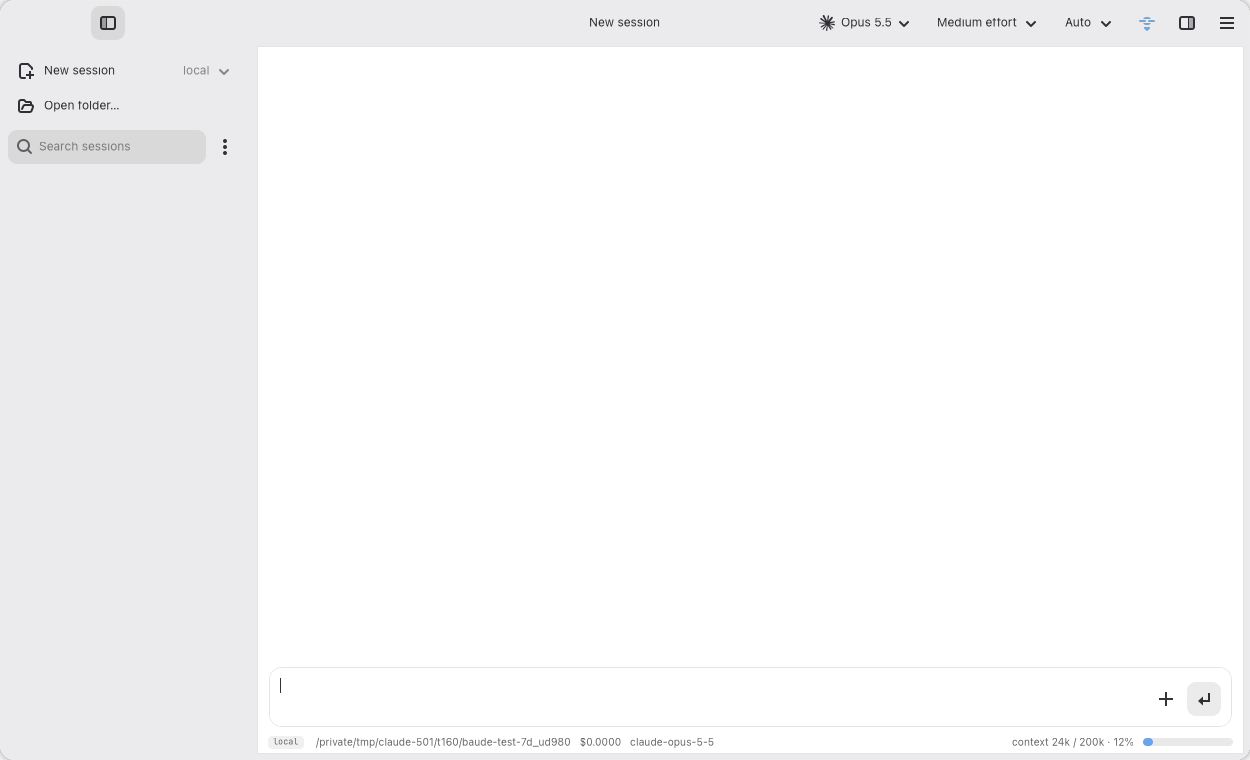 New session
Opus 5.5
Medium effort
Auto
New session
local
Open folder...
Search sessions
local
/private/tmp/claude-501/t160/baude-test-7d_ud980
$0.0000
claude-opus-5-5
context 24k / 200k · 12%